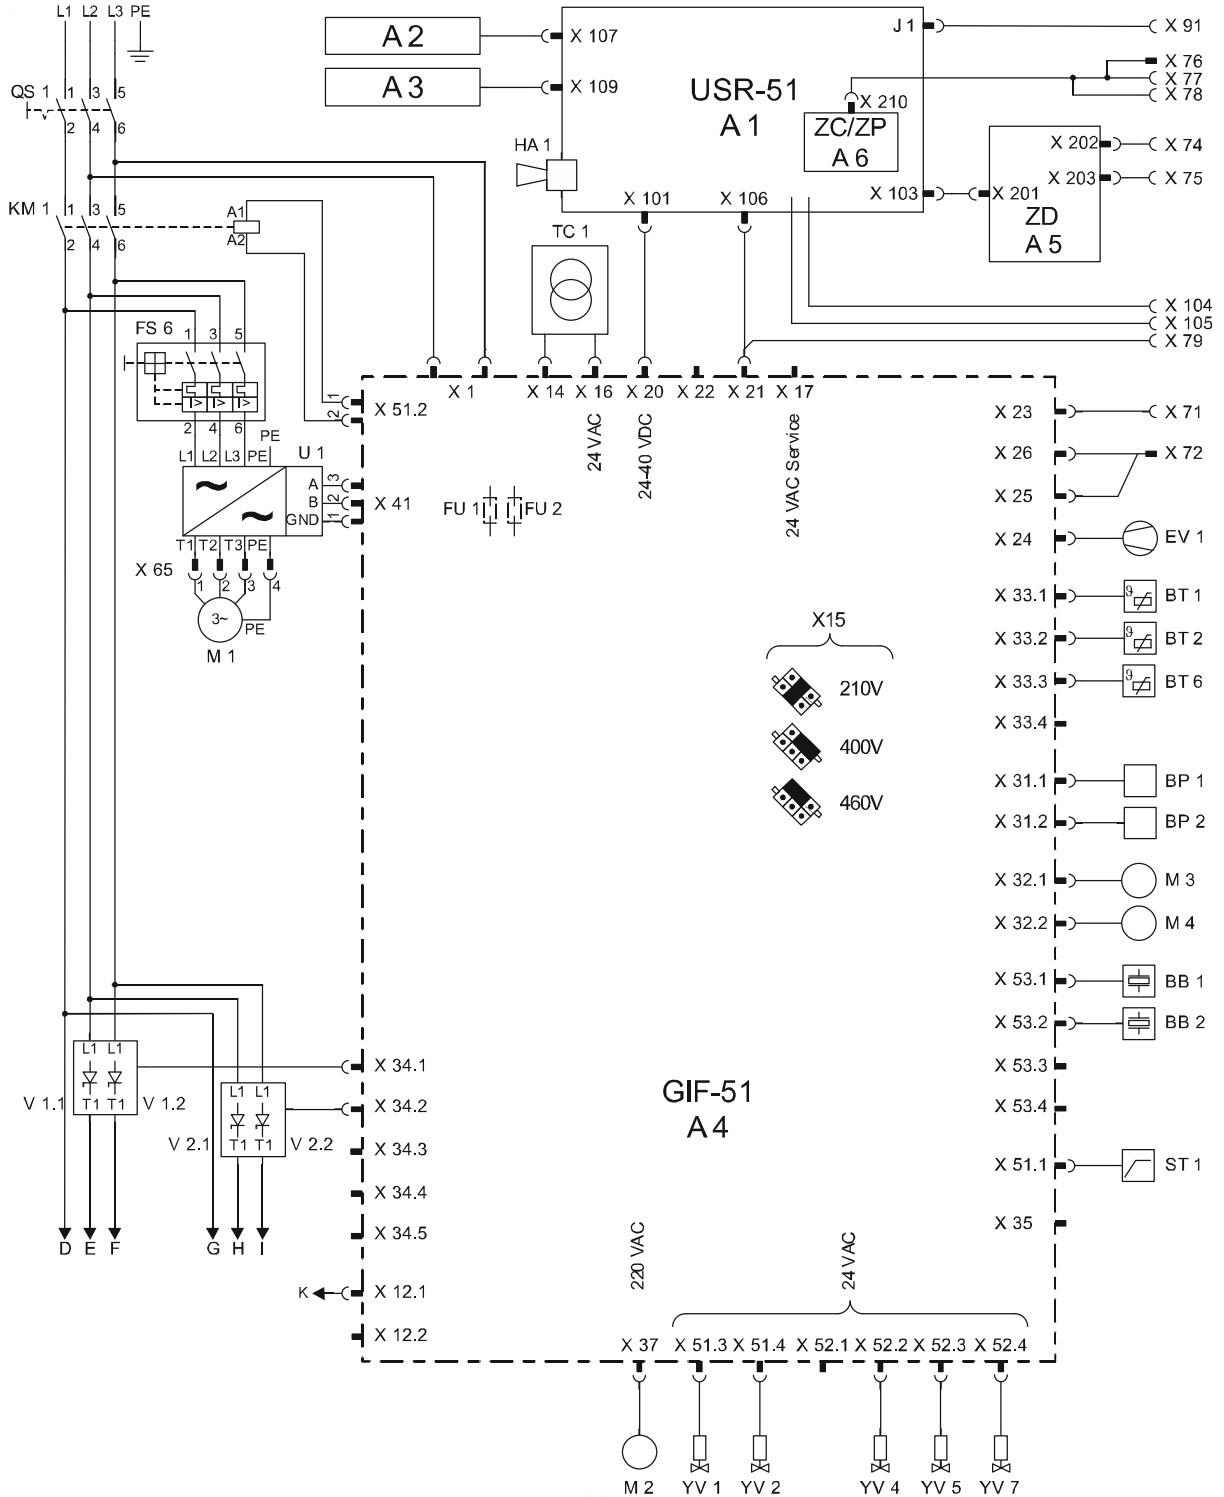 L1 L2 L3 PE
QS 1
1 3 5
2 4 6
KM 1
1 3 5
2 4 6
A1
A2
A 2
A 3
X 107
X 109
HA 1
USR-51
A 1
J 1
X 210
ZC/ZP
A 6
X 101
X 106
X 103
X 201
X 202
X 203
ZD
A 5
X 91
X 76
X 77
X 78
X 74
X 75
X 104
X 105
X 79
TC 1
FS 6
1 3 5
I> I> I>
2 4 6
PE
L1 L2 L3 PE
U 1
A
B
GND
3
2
1
T1 T2 T3 PE
X 65
1 2 3 4
3~
PE
M 1
1
2
X 51.2
X 41
X 1
X 14
X 16
X 20
X 22
X 21
X 17
24 VAC
24-40 VDC
24 VAC Service
FU 1
FU 2
X15
210V
400V
460V
X 23
X 71
X 26
X 72
X 25
X 24
EV 1
X 33.1
ϑ
BT 1
X 33.2
ϑ
BT 2
X 33.3
ϑ
BT 6
X 33.4
X 31.1
BP 1
X 31.2
BP 2
X 32.1
M 3
X 32.2
M 4
X 53.1
BB 1
X 53.2
BB 2
X 53.3
X 53.4
X 51.1
ST 1
X 35
GIF-51
A 4
L1 L1
T1 T1
V 1.1
V 1.2
L1 L1
T1 T1
V 2.1
V 2.2
X 34.1
X 34.2
X 34.3
X 34.4
X 34.5
D E F G H I
K
X 12.1
X 12.2
220 VAC
24 VAC
X 37
X 51.3
X 51.4
X 52.1
X 52.2
X 52.3
X 52.4
M 2
YV 1
YV 2
YV 4
YV 5
YV 7